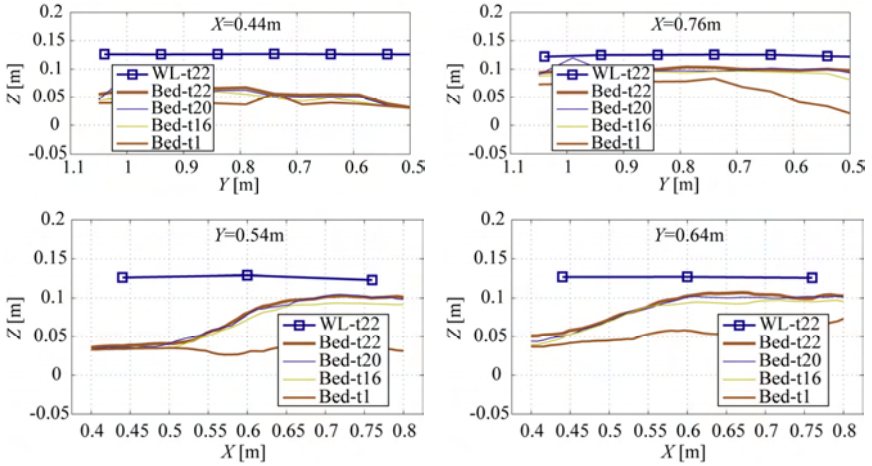 X=0.44m
Z [m]
0.2
0.15
0.1
0.05
0
-0.05
WL-t22
Bed-t22
Bed-t20
Bed-t16
Bed-t1
1.1 1 0.9 0.8 0.7 0.6 0.5
Y [m]
X=0.76m
Z [m]
0.2
0.15
0.1
0.05
0
-0.05
WL-t22
Bed-t22
Bed-t20
Bed-t16
Bed-t1
1.1 1 0.9 0.8 0.7 0.6 0.5
Y [m]
Y=0.54m
Z [m]
0.2
0.15
0.1
0.05
0
-0.05
WL-t22
Bed-t22
Bed-t20
Bed-t16
Bed-t1
0.4 0.45 0.5 0.55 0.6 0.65 0.7 0.75 0.8
X [m]
Y=0.64m
Z [m]
0.2
0.15
0.1
0.05
0
-0.05
WL-t22
Bed-t22
Bed-t20
Bed-t16
Bed-t1
0.4 0.45 0.5 0.55 0.6 0.65 0.7 0.75 0.8
X [m]